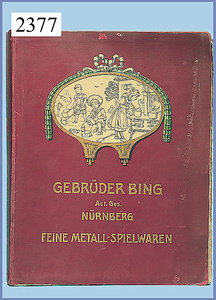 2377
GEBRÜDER BING
ACT. GES.
NÜRNBERG
FEINE METALL-SPIELWAREN